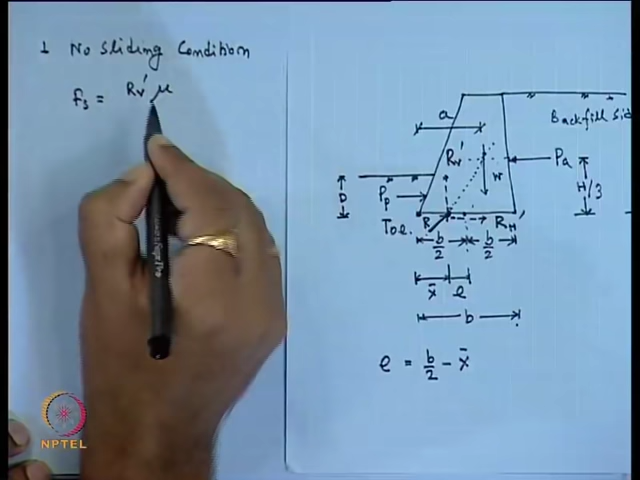 1 No sliding Condition
Fs = Rv' μ
a
Backfill sid
Rv'
Pa
W
H/3
D
Pp
Toe
R
RH'
b/2
b/2
x̄
e
b
e = b/2 - x̄
NPTEL